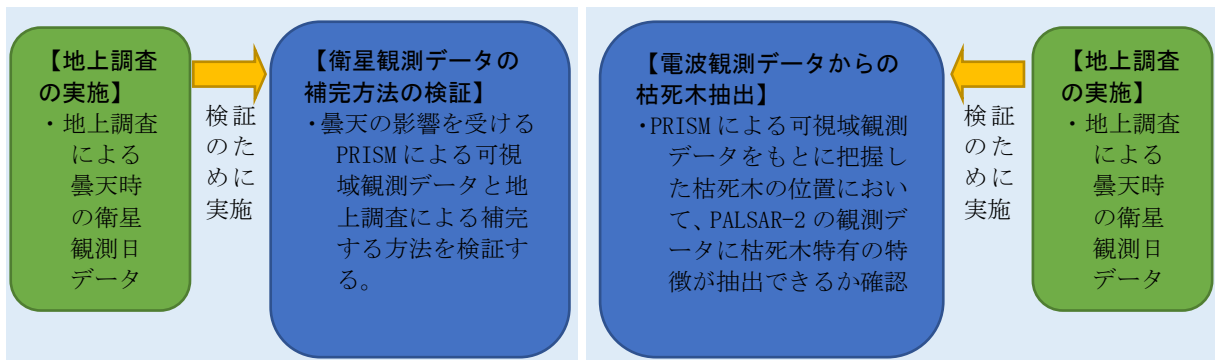 【地上調査
の実施】
・地上調査
による
曇天時
の衛星
観測日
データ
検証
のた
めに
実施
【衛星観測データの
補完方法の検証】
・曇天の影響を受ける
PRISMによる可視
域観測データと地
上調査による補完
する方法を検証す
る。
【電波観測データからの
枯死木抽出】
・PRISMによる可視域観測
データをもとに把握し
た枯死木の位置におい
て、PALSAR-2の観測デ
ータに枯死木特有の特
徴が抽出できるか確認
検証
のた
めに
実施
【地上調査
の実施】
・地上調査
による
曇天時
の衛星
観測日
データ